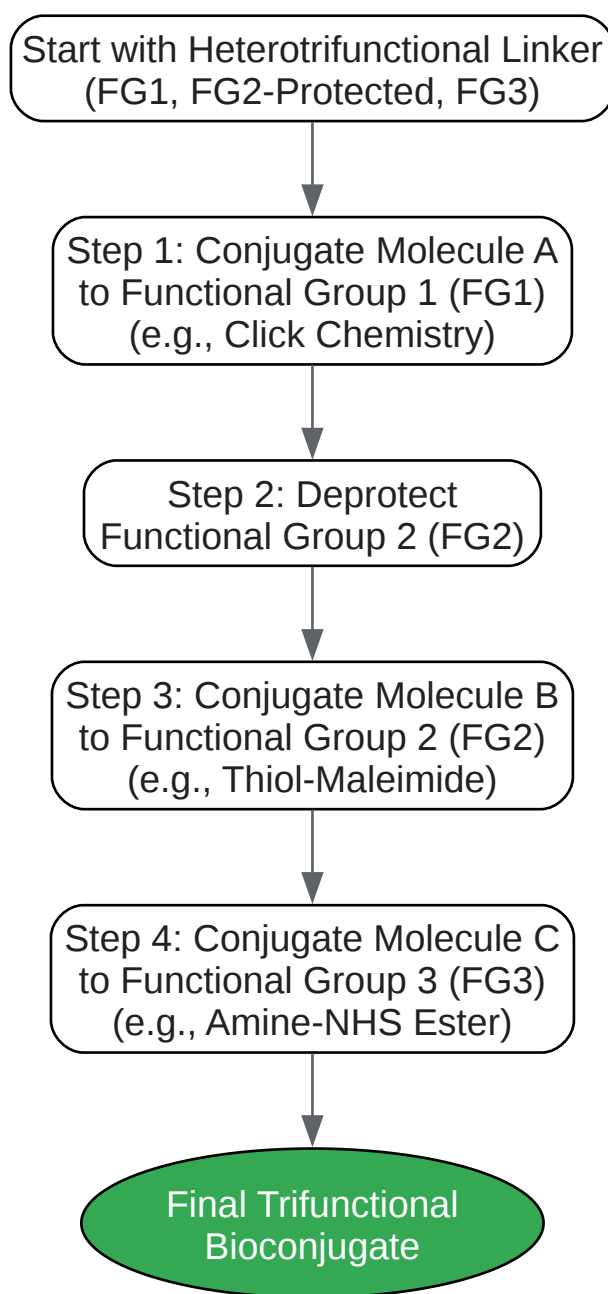 Start with Heterotrifunctional Linker
(FG1, FG2-Protected, FG3)
Step 1: Conjugate Molecule A
to Functional Group 1 (FG1)
(e.g., Click Chemistry)
Step 2: Deprotect
Functional Group 2 (FG2)
Step 3: Conjugate Molecule B
to Functional Group 2 (FG2)
(e.g., Thiol-Maleimide)
Step 4: Conjugate Molecule C
to Functional Group 3 (FG3)
(e.g., Amine-NHS Ester)
Final Trifunctional
Bioconjugate